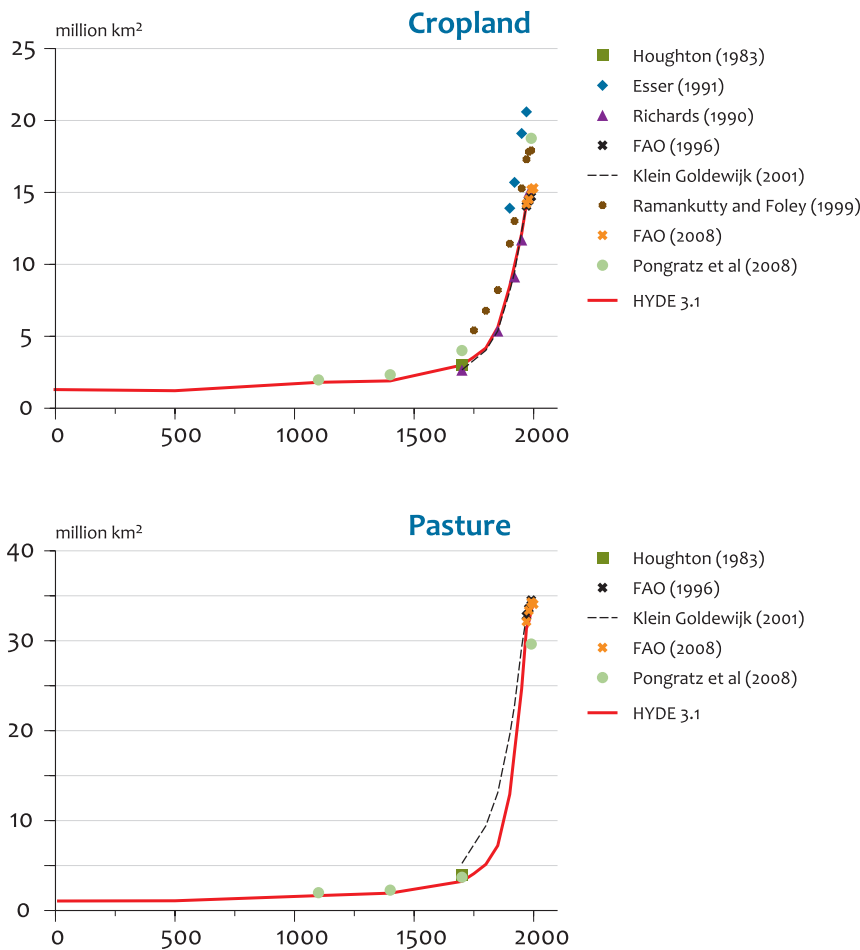 Cropland
million km²
25
20
15
10
5
0
0 500 1000 1500 2000
Houghton (1983)
Esser (1991)
Richards (1990)
FAO (1996)
Klein Goldewijk (2001)
Ramankutty and Foley (1999)
FAO (2008)
Pongratz et al (2008)
HYDE 3.1
Pasture
million km²
40
30
20
10
0
0 500 1000 1500 2000
Houghton (1983)
FAO (1996)
Klein Goldewijk (2001)
FAO (2008)
Pongratz et al (2008)
HYDE 3.1